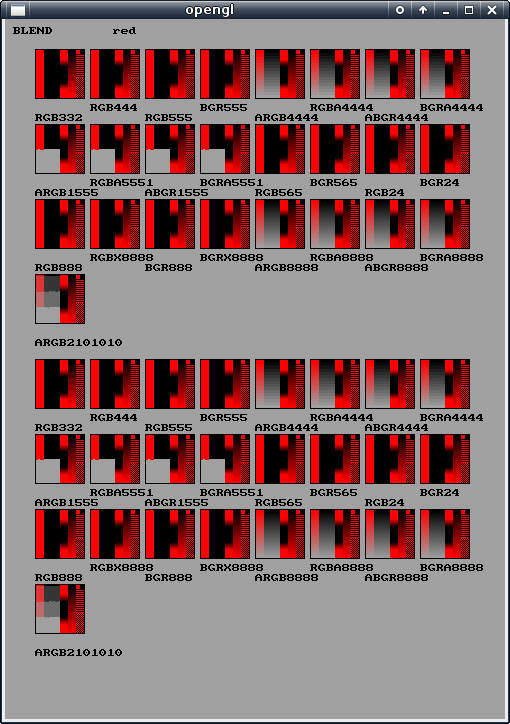 opengl
BLEND red
RGB444 BGR555 RGBA4444 BGRA4444
RGB332 RGB555 ARGB4444 ABGR4444
RGBA5551 BGRA5551 BGR565 BGR24
ARGB1555 ABGR1555 RGB565 RGB24
RGBX8888 BGRX8888 RGBA8888 BGRA8888
RGB888 BGR888 ARGB8888 ABGR8888
ARGB2101010
RGB444 BGR555 RGBA4444 BGRA4444
RGB332 RGB555 ARGB4444 ABGR4444
RGBA5551 BGRA5551 BGR565 BGR24
ARGB1555 ABGR1555 RGB565 RGB24
RGBX8888 BGRX8888 RGBA8888 BGRA8888
RGB888 BGR888 ARGB8888 ABGR8888
ARGB2101010